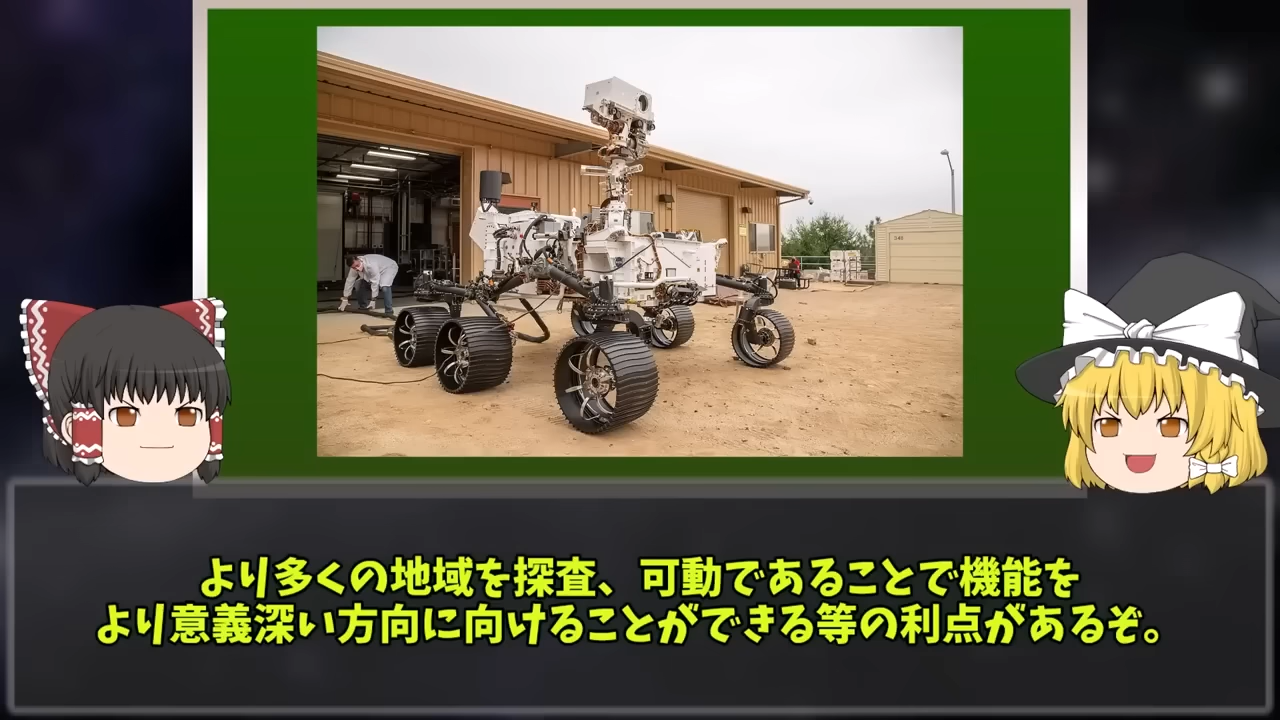 より多くの地域を探査、可動であることで機能を
より意義深い方向に向けることができる等の利点があるぞ。